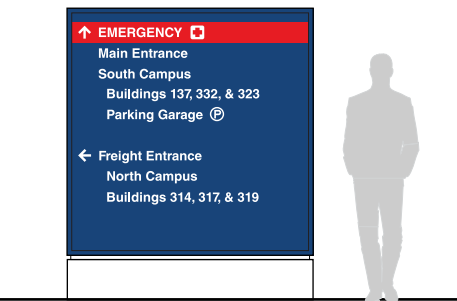 EMERGENCY
Main Entrance
South Campus
Buildings 137, 332, & 323
Parking Garage P
Freight Entrance
North Campus
Buildings 314, 317, & 319